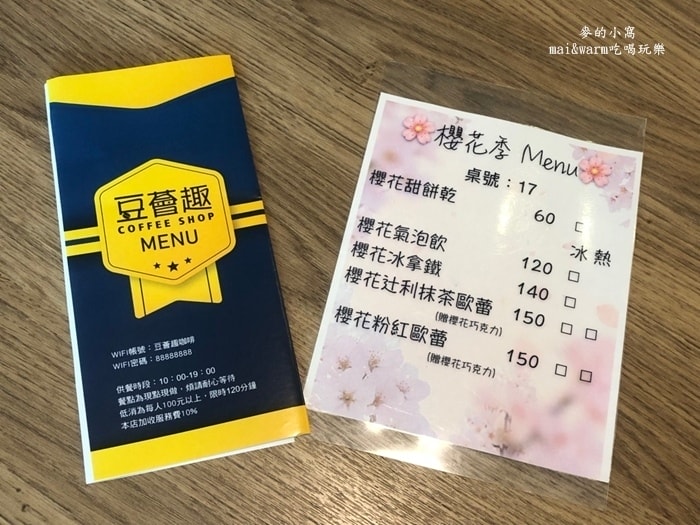 麥的小窩
mai&warm吃喝玩樂
豆薈趣
COFFEE SHOP
MENU
WIFI帳號：豆薈趣咖啡
WIFI密碼：88888888
供餐時段：10：00-19：00
餐點為現點現做，煩請耐心等待
低消為每人100元以上，限時120分鐘
本店加收服務費10%
櫻花季 Menu
桌號：17
櫻花甜餅乾 60 □
冰 熱
櫻花氣泡飲 120 □
櫻花冰拿鐵 140 □
櫻花辻利抹茶歐蕾 150 □ □
(贈櫻花巧克力)
櫻花粉紅歐蕾 150 □ □
(贈櫻花巧克力)